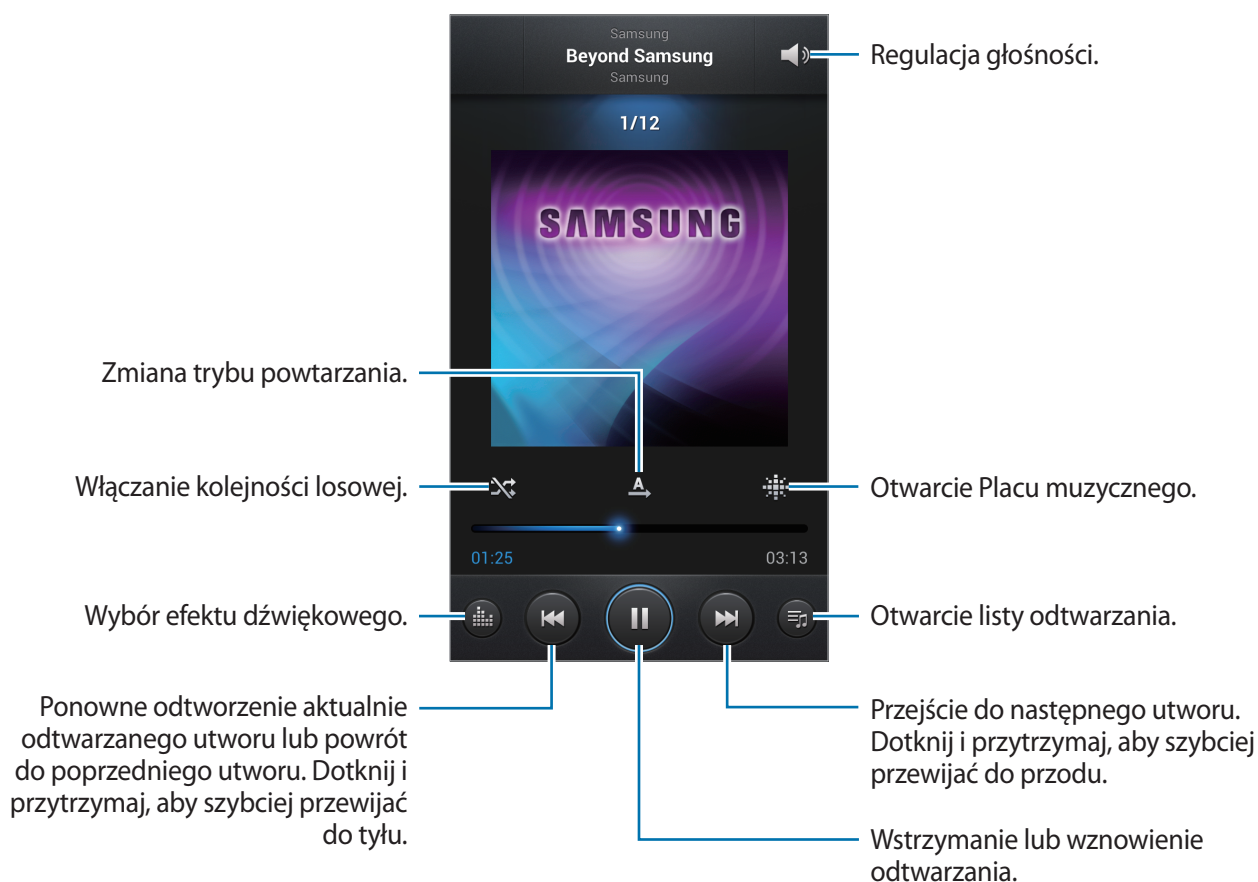 Samsung
Beyond Samsung
Samsung
Regulacja głośności.
1/12
SAMSUNG
Zmiana trybu powtarzania.
Włączanie kolejności losowej.
A
Otwarcie Placu muzycznego.
01:25
03:13
Wybór efektu dźwiękowego.
Otwarcie listy odtwarzania.
Ponowne odtworzenie aktualnie
odtwarzanego utworu lub powrót
do poprzedniego utworu. Dotknij i
przytrzymaj, aby szybciej przewijać
do tyłu.
Przejście do następnego utworu.
Dotknij i przytrzymaj, aby szybciej
przewijać do przodu.
Wstrzymanie lub wznowienie
odtwarzania.